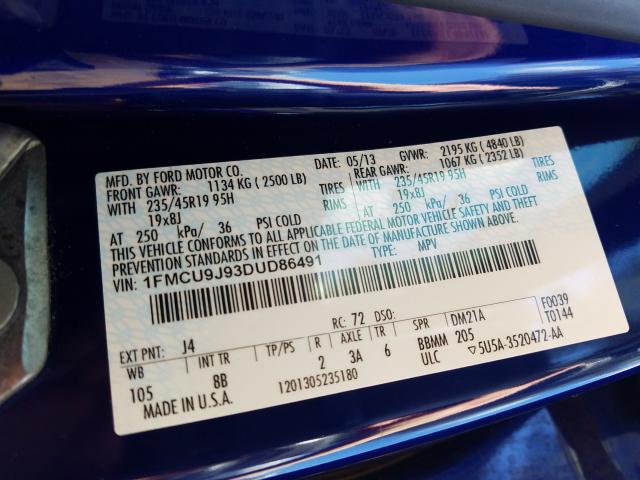 MFD. BY FORD MOTOR CO.
DATE: 05/13 GVWR: 2195 KG ( 4840 LB)
FRONT GAWR: 1134 KG ( 2500 LB) REAR GAWR: 1067 KG ( 2352 LB)
WITH 235/45R19 95H TIRES WITH 235/45R19 95H TIRES
19x8J RIMS 19x8J RIMS
AT 250 kPa/ 36 PSI COLD AT 250 kPa/ 36 PSI COLD
THIS VEHICLE CONFORMS TO ALL APPLICABLE FEDERAL MOTOR VEHICLE SAFETY AND THEFT
PREVENTION STANDARDS IN EFFECT ON THE DATE OF MANUFACTURE SHOWN ABOVE.
VIN: 1FMCU9J93DUD86491 TYPE: MPV
EXT PNT: J4 RC: 72 DSO: F0039
WB INT TR TP/PS R AXLE TR SPR DM21A T0144
105 8B 2 3A 6 BBMM 205
MADE IN U.S.A. 1201305235180 ULC ▽5U5A-3520472-AA